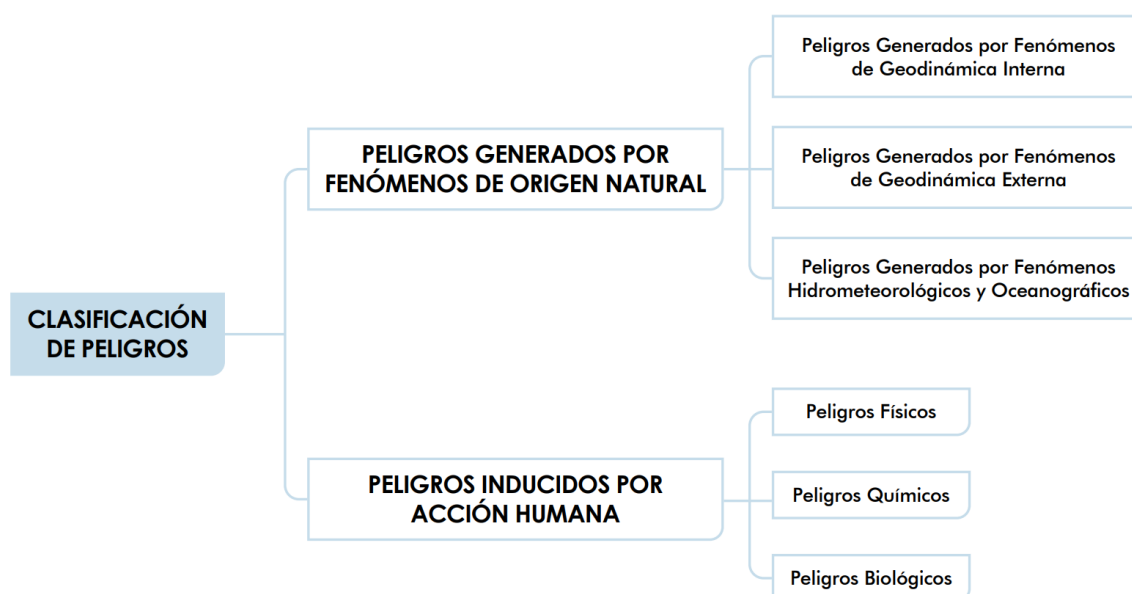 CLASIFICACIÓN
DE PELIGROS
PELIGROS GENERADOS POR
FENÓMENOS DE ORIGEN NATURAL
Peligros Generados por Fenómenos
de Geodinámica Interna
Peligros Generados por Fenómenos
de Geodinámica Externa
Peligros Generados por Fenómenos
Hidrometeorológicos y Oceanográficos
PELIGROS INDUCIDOS POR
ACCIÓN HUMANA
Peligros Físicos
Peligros Químicos
Peligros Biológicos